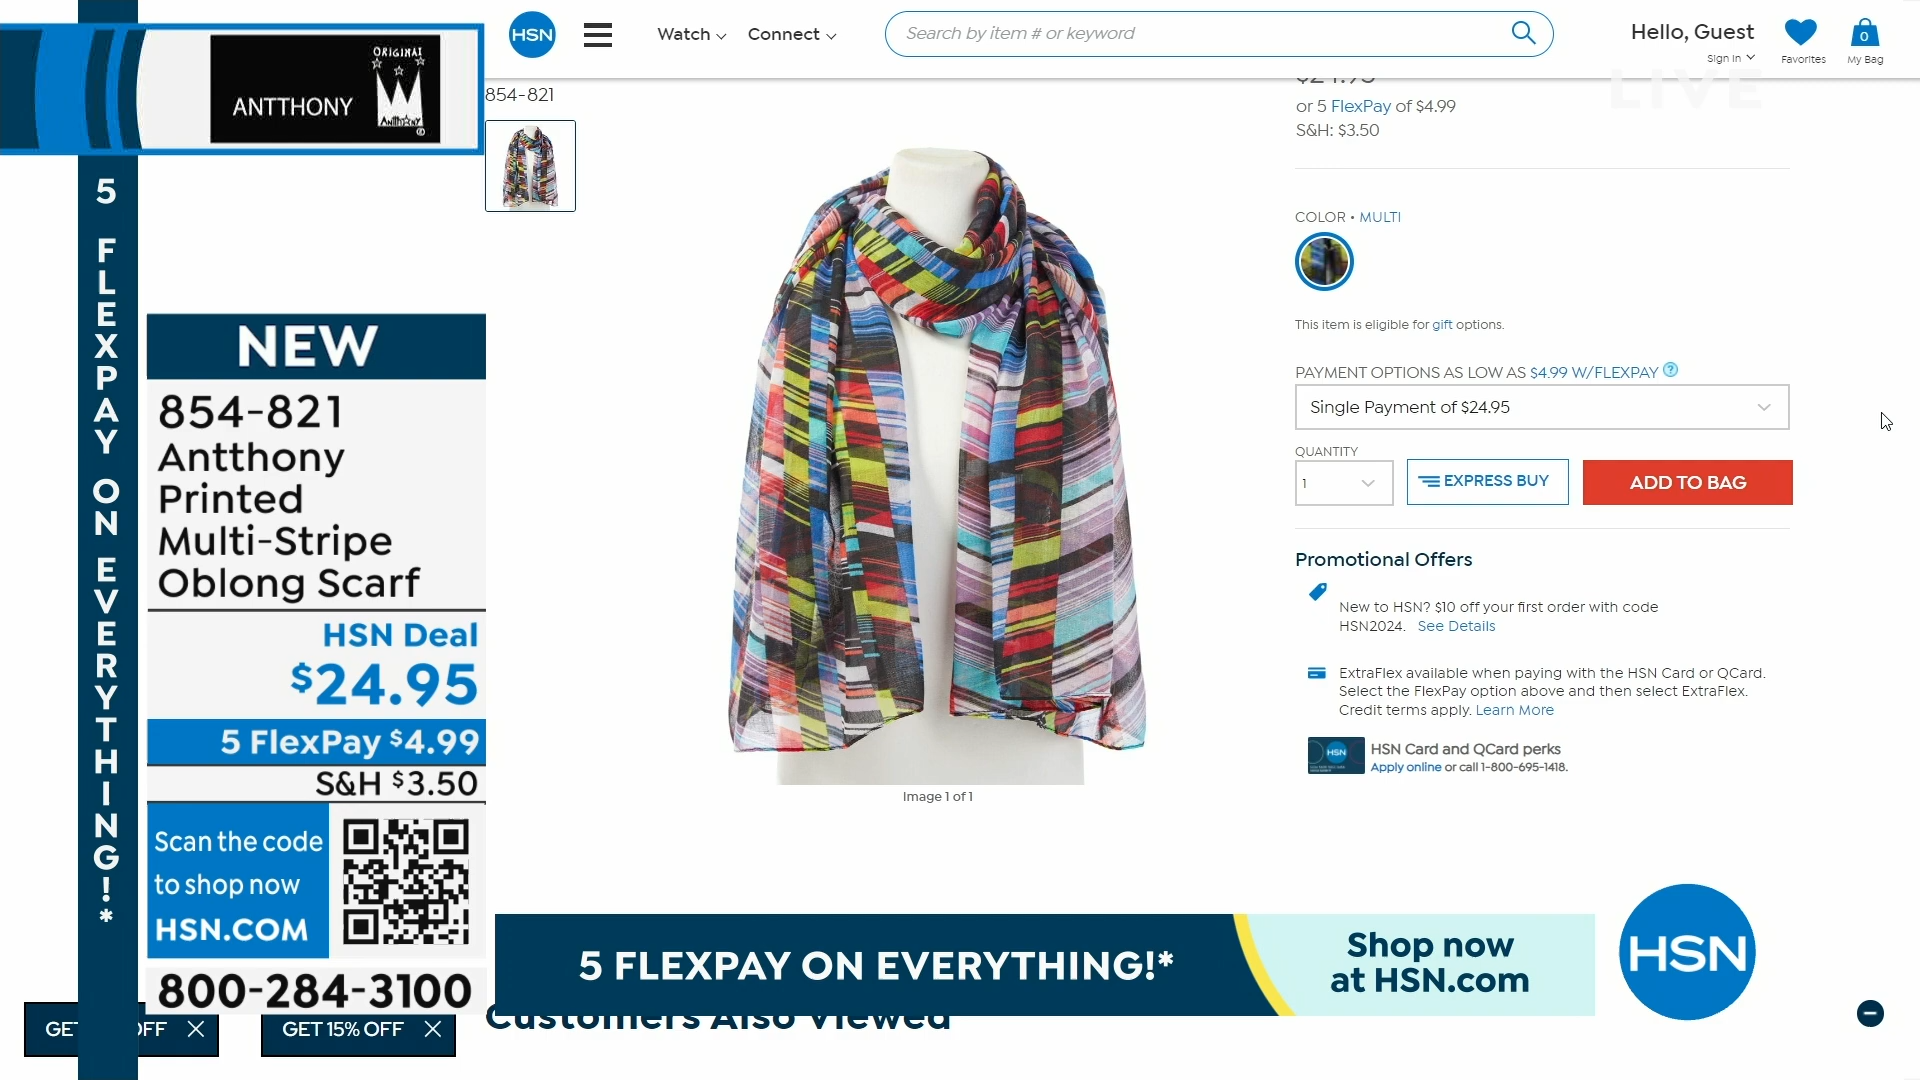 ORIGINAL
ANTTHONY
Antthony
5 FLEXPAY ON EVERYTHING!*
NEW
854-821
Antthony
Printed
Multi-Stripe
Oblong Scarf
HSN Deal
$24.95
5 FlexPay $4.99
S&H $3.50
Scan the code
to shop now
HSN.COM
800-284-3100
GET 15% OFF
HSN
Watch
Connect
Search by item # or keyword
Hello, Guest
Sign In
Favorites
0
My Bag
LIVE
854-821
$24.95
or 5 FlexPay of $4.99
S&H: $3.50
COLOR • MULTI
This item is eligible for gift options.
PAYMENT OPTIONS AS LOW AS $4.99 W/FLEXPAY ?
Single Payment of $24.95
QUANTITY
1
EXPRESS BUY
ADD TO BAG
Promotional Offers
New to HSN? $10 off your first order with code
HSN2024. See Details
ExtraFlex available when paying with the HSN Card or QCard.
Select the FlexPay option above and then select ExtraFlex.
Credit terms apply. Learn More
HSN
HSN Card and QCard perks
Apply online or call 1-800-695-1418.
Image 1 of 1
5 FLEXPAY ON EVERYTHING!*
Shop now
at HSN.com
HSN
Customers Also Viewed